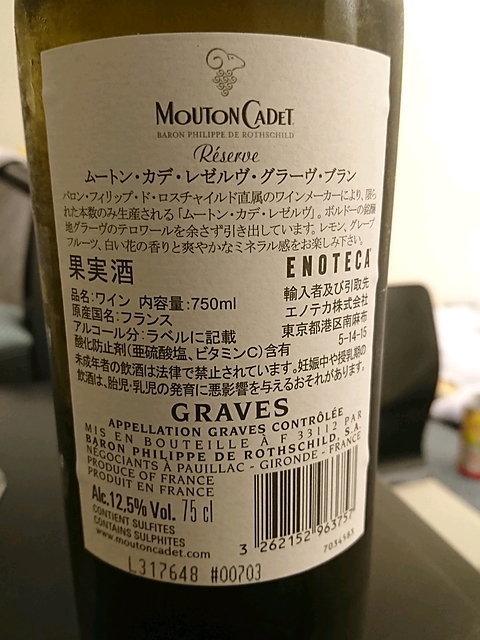 MOUTON CADET
BARON PHILIPPE DE ROTHSCHILD
Réserve
ムートン・カデ・レゼルヴ・グラーヴ・ブラン
バロン・フィリップ・ド・ロスチャイルド直属のワインメーカーにより、限ら
れた本数のみ生産される「ムートン・カデ・レゼルヴ」。ボルドーの銘醸
地グラーヴのテロワールを余さず引き出しています。レモン、グレープ
フルーツ、白い花の香りと爽やかなミネラル感をお楽しみ下さい。
果実酒
品名:ワイン 内容量:750ml
原産国名:フランス
アルコール分:ラベルに記載
酸化防止剤(亜硫酸塩、ビタミンC)含有
ENOTECA
輸入者及び引取先
エノテカ株式会社
東京都港区南麻布
5-14-15
未成年者の飲酒は法律で禁止されています。妊娠中や授乳期の
飲酒は、胎児・乳児の発育に悪影響を与えるおそれがあります。
GRAVES
APPELLATION GRAVES CONTRÔLÉE
MIS EN BOUTEILLE À F 33112 PAR
BARON PHILIPPE DE ROTHSCHILD, S.A.
NÉGOCIANTS À PAUILLAC - GIRONDE - FRANCE
PRODUCE OF FRANCE
PRODUIT EN FRANCE
Alc.12,5% Vol. 75 cl
CONTIENT SULFITES
CONTAINS SULPHITES
www.moutoncadet.com
3 262152 963757
7034563
L317648 #00703